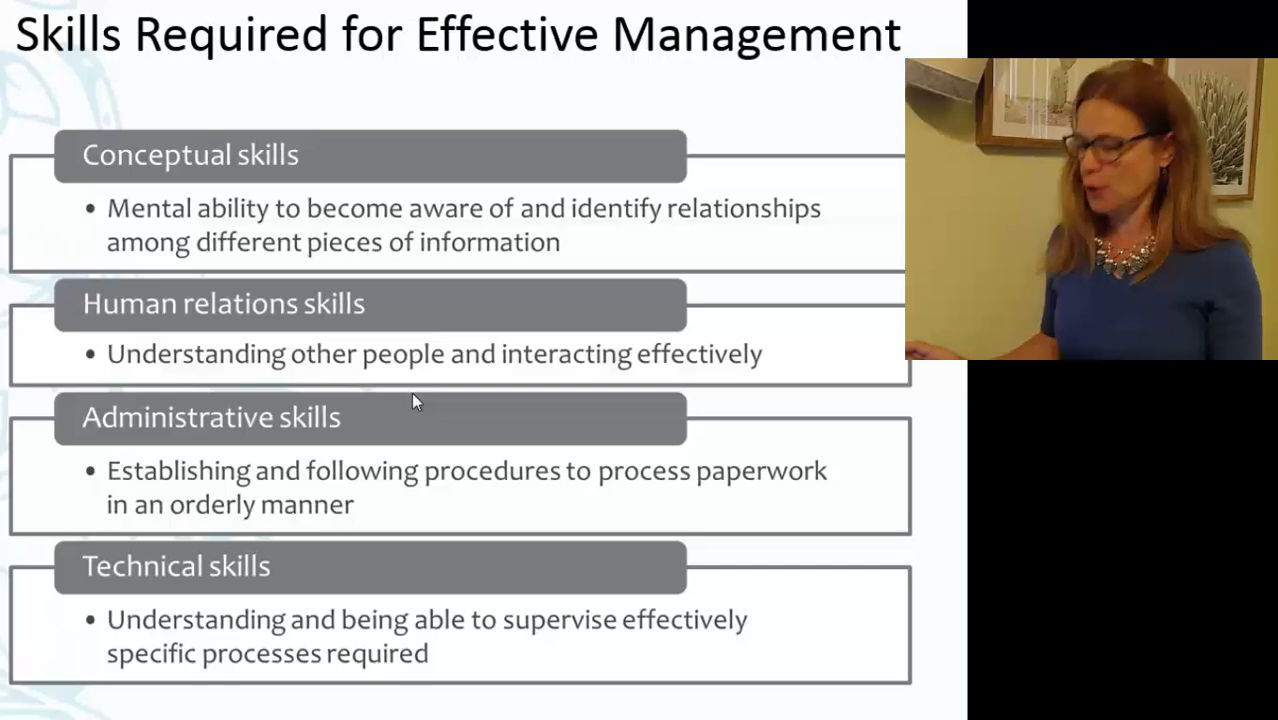 Skills Required for Effective Management
Conceptual skills
• Mental ability to become aware of and identify relationships
among different pieces of information
Human relations skills
• Understanding other people and interacting effectively
Administrative skills
• Establishing and following procedures to process paperwork
in an orderly manner
Technical skills
• Understanding and being able to supervise effectively
specific processes required